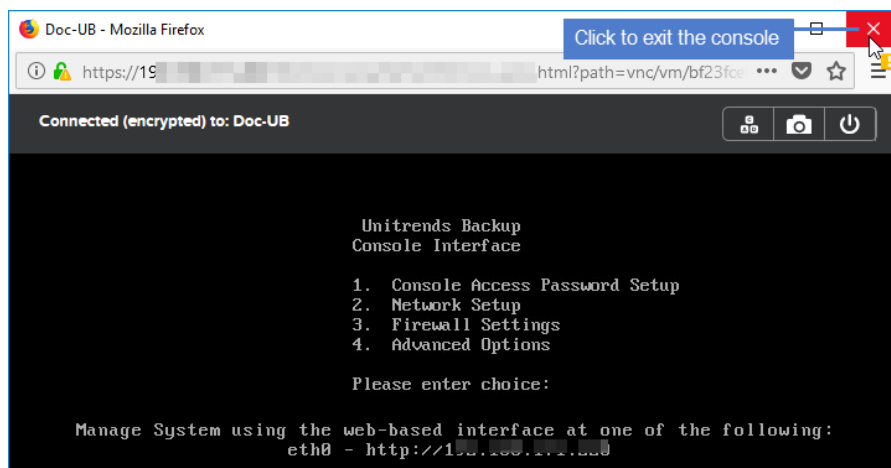 Doc-UB - Mozilla Firefox
Click to exit the console
https://19 html?path=vnc/vm/bf23fce
Connected (encrypted) to: Doc-UB
Unitrends Backup
Console Interface
1. Console Access Password Setup
2. Network Setup
3. Firewall Settings
4. Advanced Options
Please enter choice:
Manage System using the web-based interface at one of the following:
eth0 - http://1